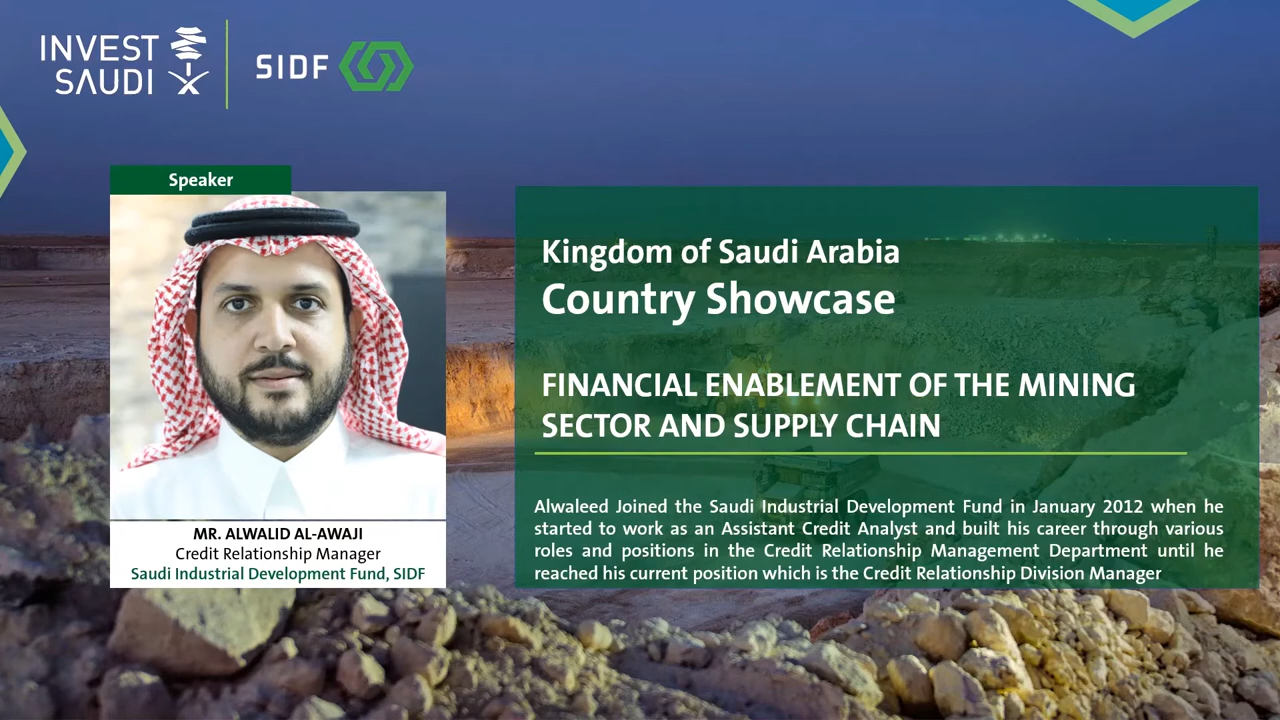 INVEST
SAUDI
SIDF
Speaker
MR. ALWALID AL-AWAJI
Credit Relationship Manager
Saudi Industrial Development Fund, SIDF
Kingdom of Saudi Arabia
Country Showcase
FINANCIAL ENABLEMENT OF THE MINING
SECTOR AND SUPPLY CHAIN
Alwaleed Joined the Saudi Industrial Development Fund in January 2012 when he
started to work as an Assistant Credit Analyst and built his career through various
roles and positions in the Credit Relationship Management Department until he
reached his current position which is the Credit Relationship Division Manager